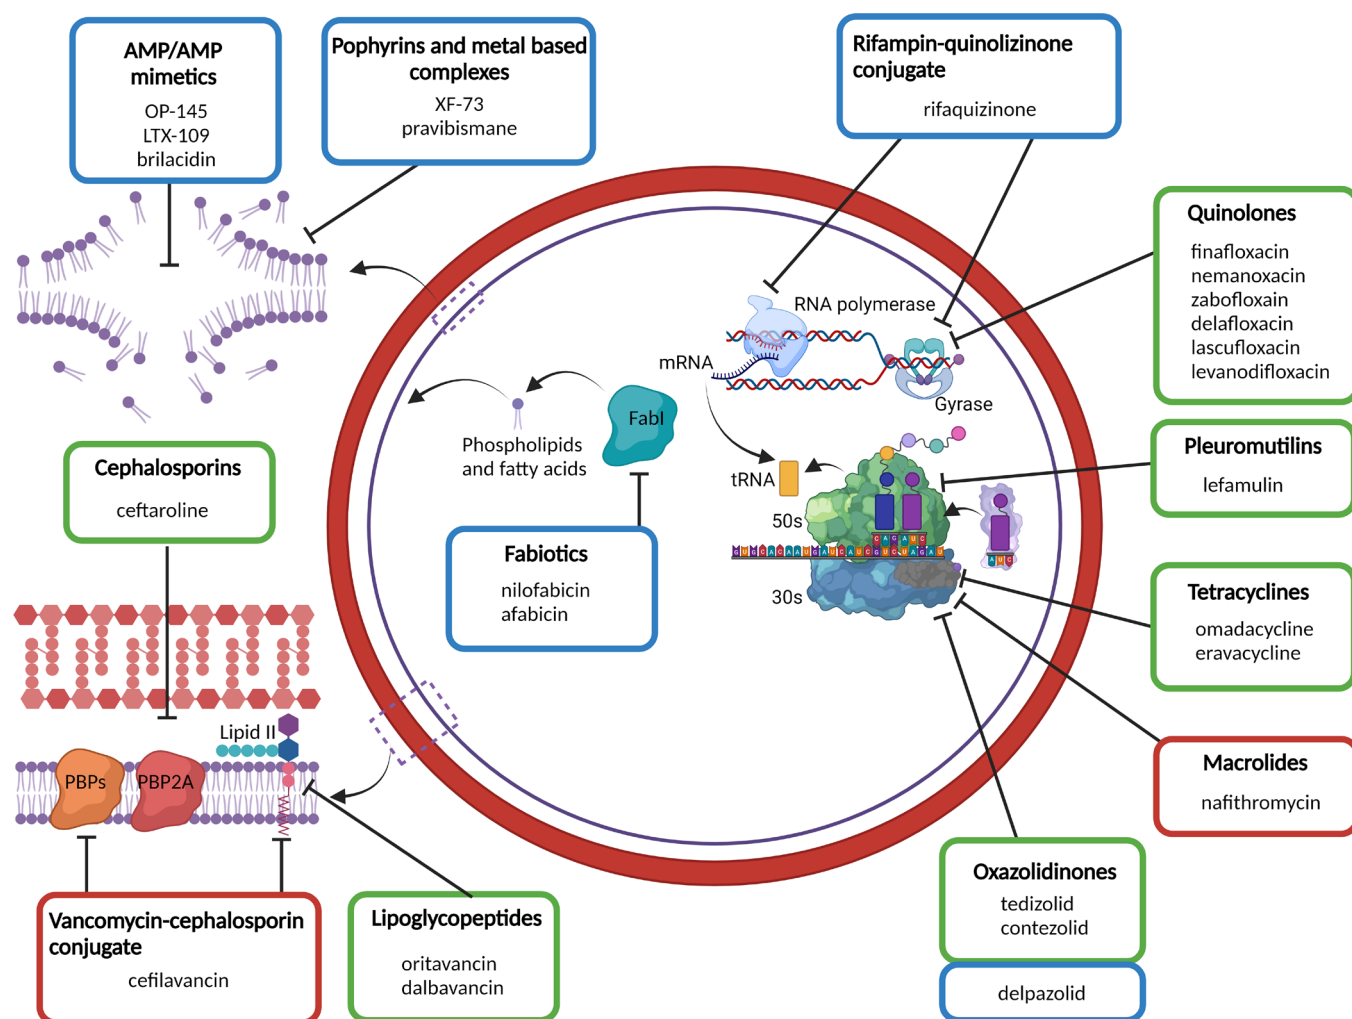 AMP/AMP
mimetics
OP-145
LTX-109
brilacidin
Pophyrins and metal based
complexes
XF-73
pravibismane
Rifampin-quinolizinone
conjugate
rifaquizinone
Quinolones
finafloxacin
nemanoxacin
zabofloxain
delafloxacin
lascufloxacin
levanodifloxacin
RNA polymerase
mRNA
Gyrase
FabI
Phospholipids
and fatty acids
tRNA
50s
30s
CAGAUC
GUGCACAAUGAUCAUCGUCUAGAU
AUC
Pleuromutilins
lefamulin
Cephalosporins
ceftaroline
Fabiotics
nilofabicin
afabicin
Tetracyclines
omadacycline
eravacycline
Lipid II
PBPs
PBP2A
Macrolides
nafithromycin
Vancomycin-cephalosporin
conjugate
cefilavancin
Lipoglycopeptides
oritavancin
dalbavancin
Oxazolidinones
tedizolid
contezolid
delpazolid